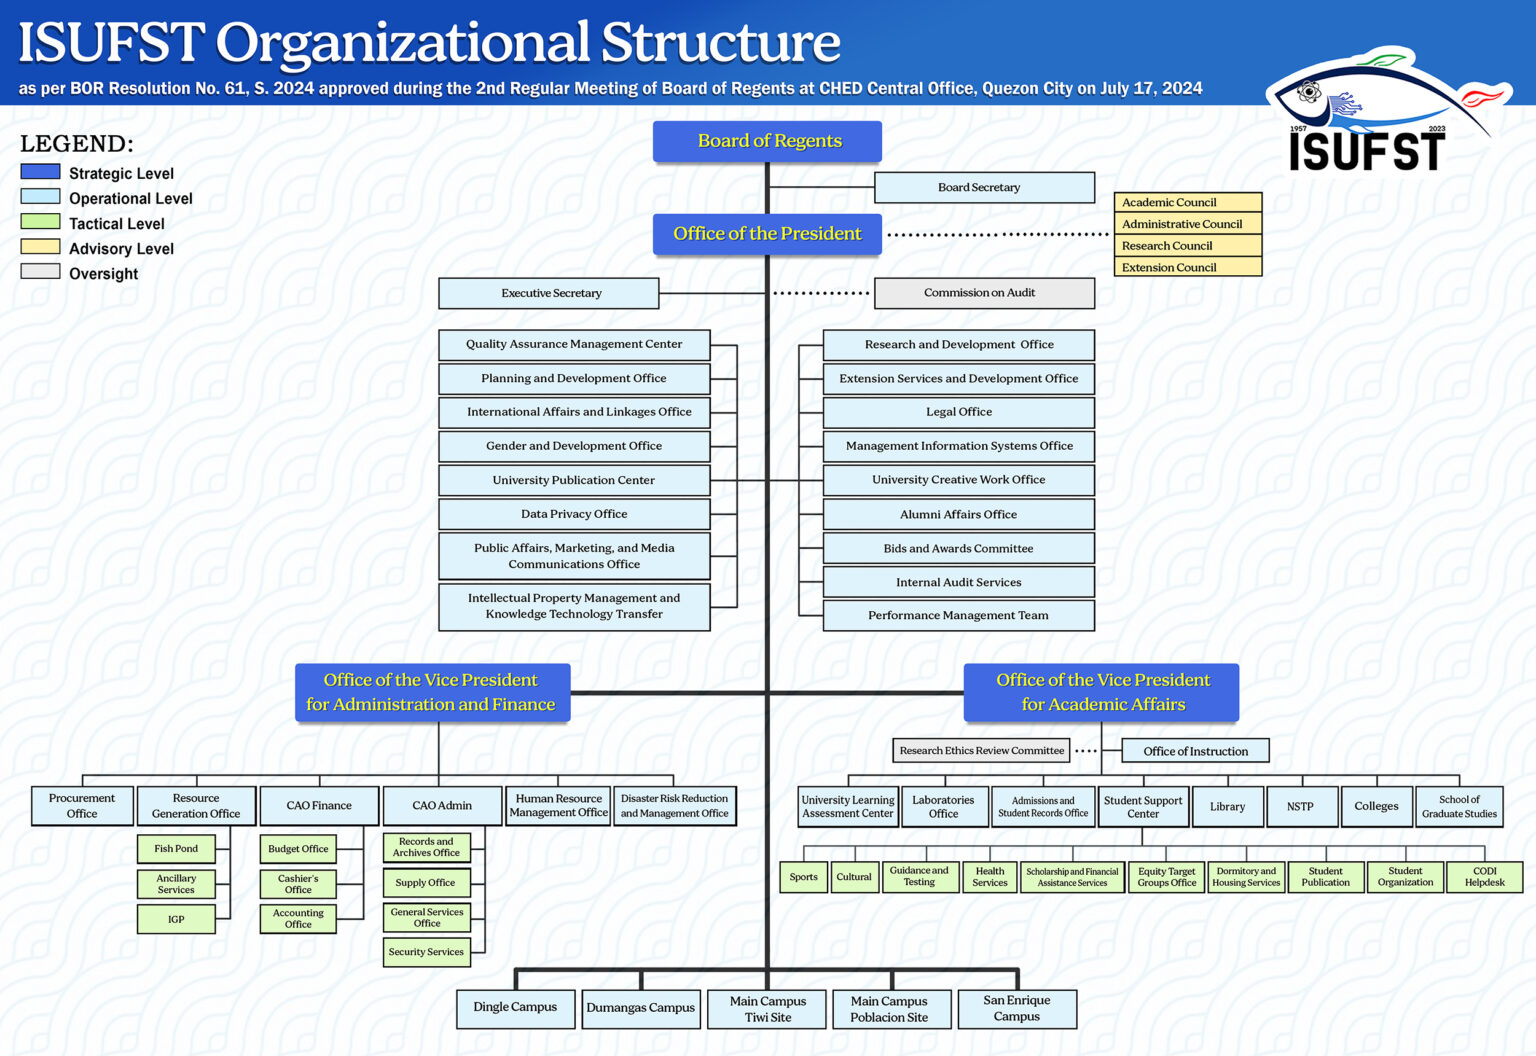 ISUFST Organizational Structure
as per BOR Resolution No. 61, S. 2024 approved during the 2nd Regular Meeting of Board of Regents at CHED Central Office, Quezon City on July 17, 2024
1957
2023
ISUFST
LEGEND:
Strategic Level
Operational Level
Tactical Level
Advisory Level
Oversight
Board of Regents
Board Secretary
Office of the President
Academic Council
Administrative Council
Research Council
Extension Council
Executive Secretary
Commission on Audit
Quality Assurance Management Center
Planning and Development Office
International Affairs and Linkages Office
Gender and Development Office
University Publication Center
Data Privacy Office
Public Affairs, Marketing, and Media
Communications Office
Intellectual Property Management and
Knowledge Technology Transfer
Research and Development Office
Extension Services and Development Office
Legal Office
Management Information Systems Office
University Creative Work Office
Alumni Affairs Office
Bids and Awards Committee
Internal Audit Services
Performance Management Team
Office of the Vice President
for Administration and Finance
Office of the Vice President
for Academic Affairs
Research Ethics Review Committee
Office of Instruction
Procurement
Office
Resource
Generation Office
CAO Finance
CAO Admin
Human Resource
Management Office
Disaster Risk Reduction
and Management Office
Fish Pond
Ancillary
Services
IGP
Budget Office
Cashier's
Office
Accounting
Office
Records and
Archives Office
Supply Office
General Services
Office
Security Services
University Learning
Assessment Center
Laboratories
Office
Admissions and
Student Records Office
Student Support
Center
Library
NSTP
Colleges
School of
Graduate Studies
Sports
Cultural
Guidance and
Testing
Health
Services
Scholarship and Financial
Assistance Services
Equity Target
Groups Office
Dormitory and
Housing Services
Student
Publication
Student
Organization
CODI
Helpdesk
Dingle Campus
Dumangas Campus
Main Campus
Tiwi Site
Main Campus
Poblacion Site
San Enrique
Campus